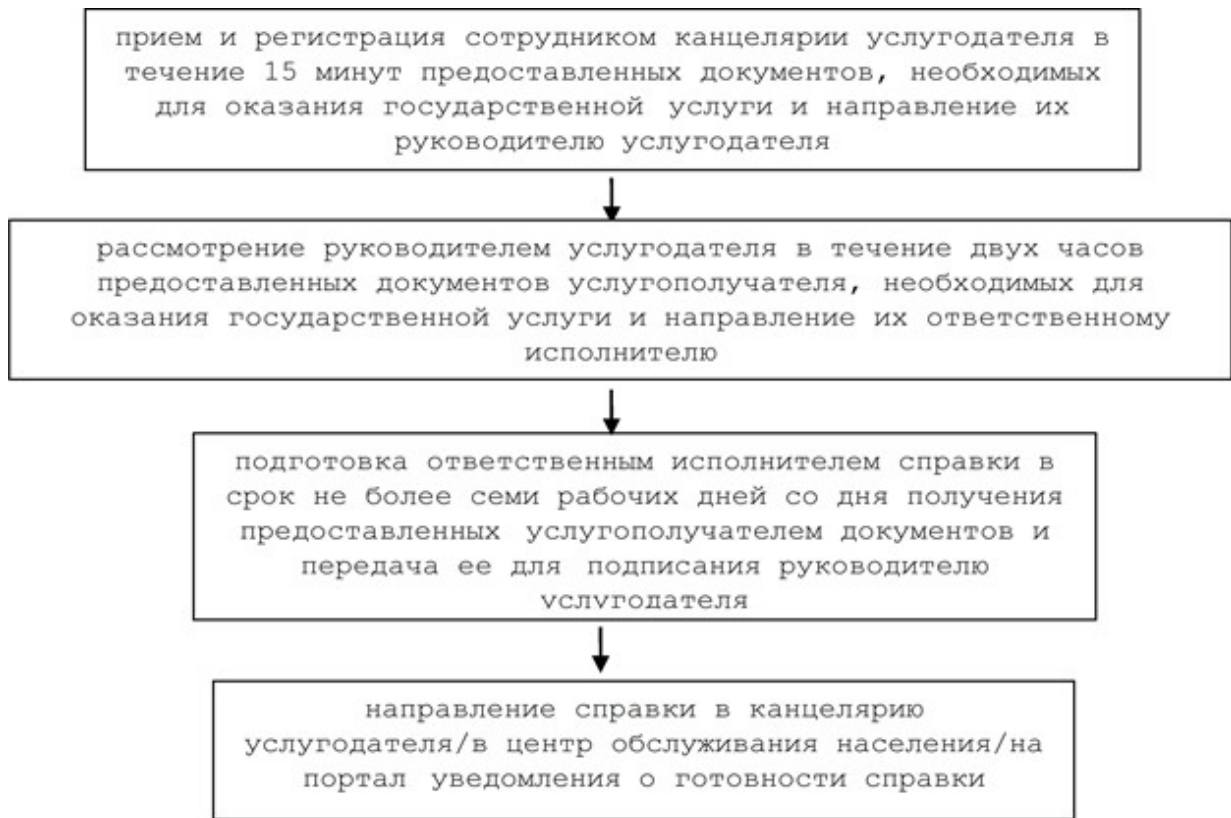 прием и регистрация сотрудником канцелярии услугодателя в
течение 15 минут предоставленных документов, необходимых
для оказания государственной услуги и направление их
руководителю услугодателя
рассмотрение руководителем услугодателя в течение двух часов
предоставленных документов услугополучателя, необходимых для
оказания государственной услуги и направление их ответственному
исполнителю
подготовка ответственным исполнителем справки в
срок не более семи рабочих дней со дня получения
предоставленных услугополучателем документов и
передача ее для подписания руководителю
услугодателя
направление справки в канцелярию
услугодателя/в центр обслуживания населения/на
портал уведомления о готовности справки